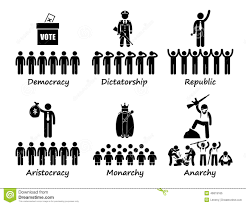 VOTE
Democracy Dictatorship Republic
Aristocracy Monarchy Anarchy